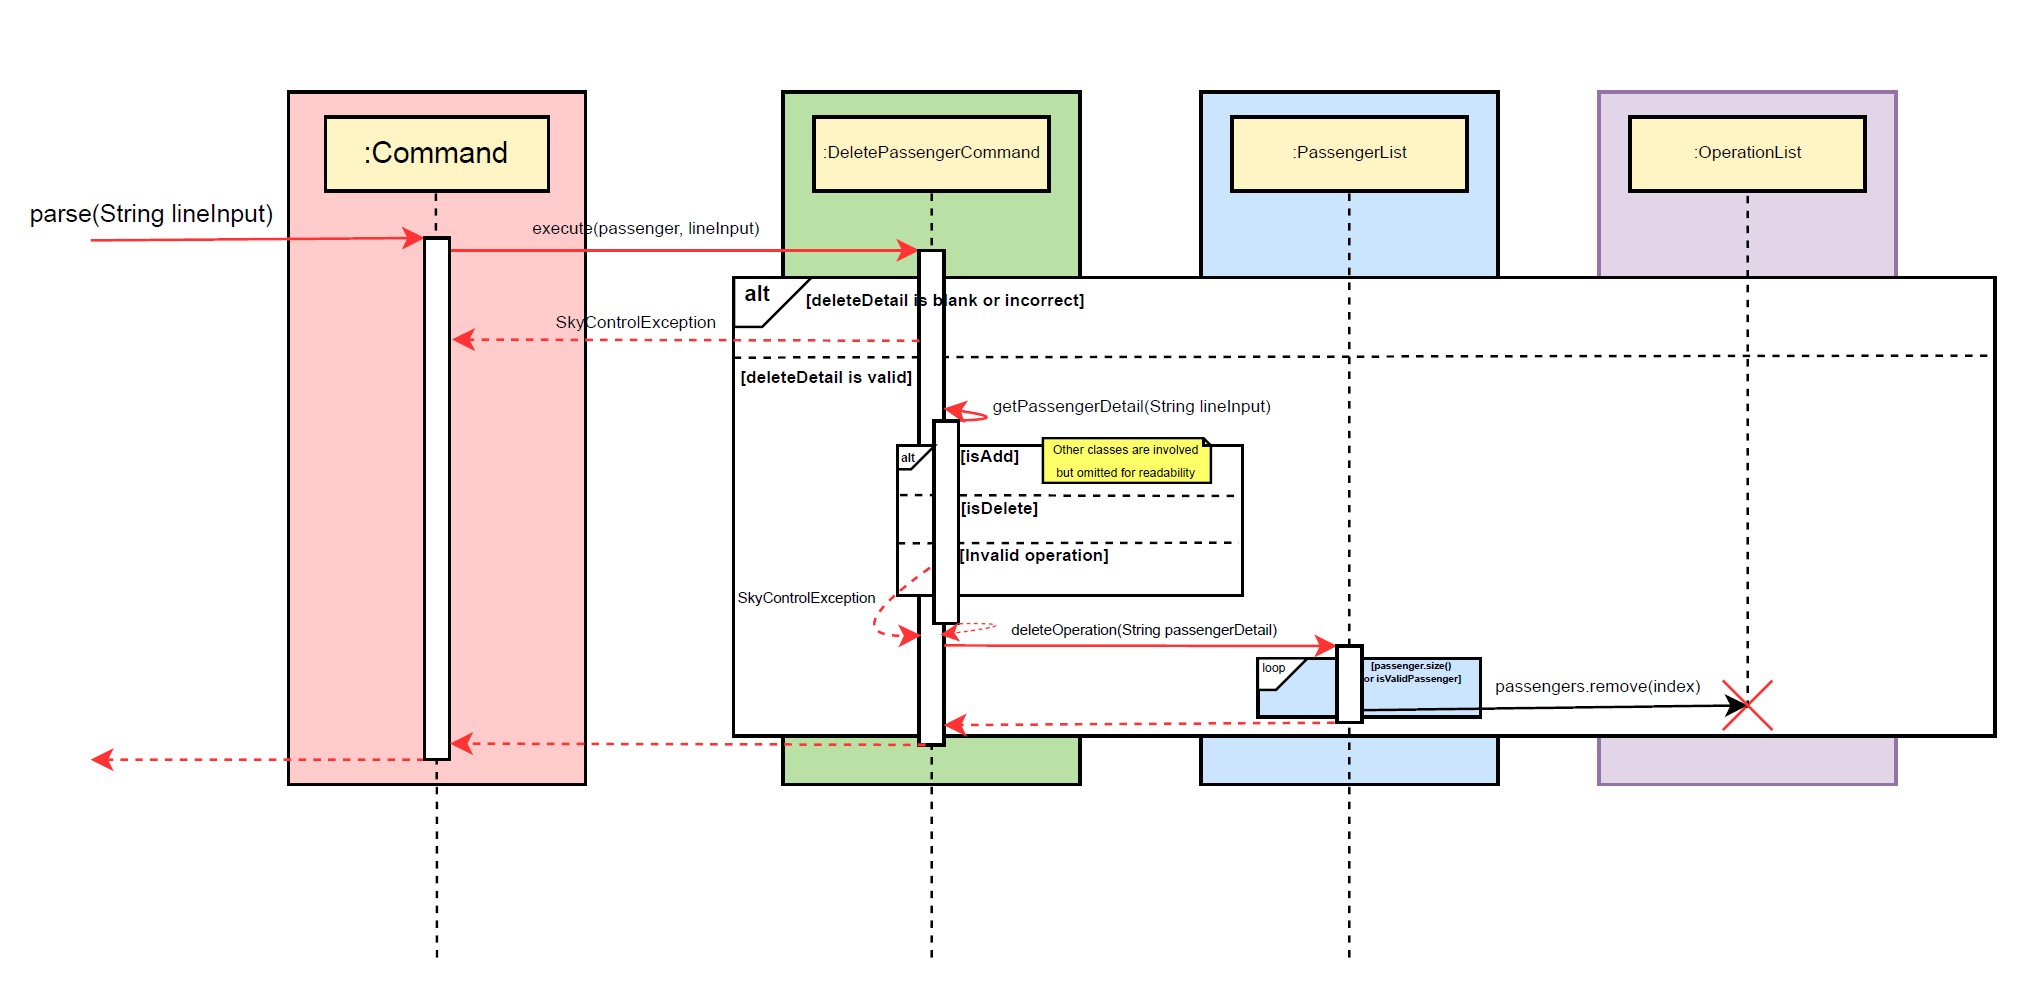 :Command
:DeletePassengerCommand
:PassengerList
:OperationList
parse(String lineInput)
execute(passenger, lineInput)
alt
[deleteDetail is blank or incorrect]
SkyControlException
[deleteDetail is valid]
getPassengerDetail(String lineInput)
alt
[isAdd]
Other classes are involved
but omitted for readability
[isDelete]
[Invalid operation]
SkyControlException
deleteOperation(String passengerDetail)
loop
[passenger.size()
or isValidPassenger]
passengers.remove(index)